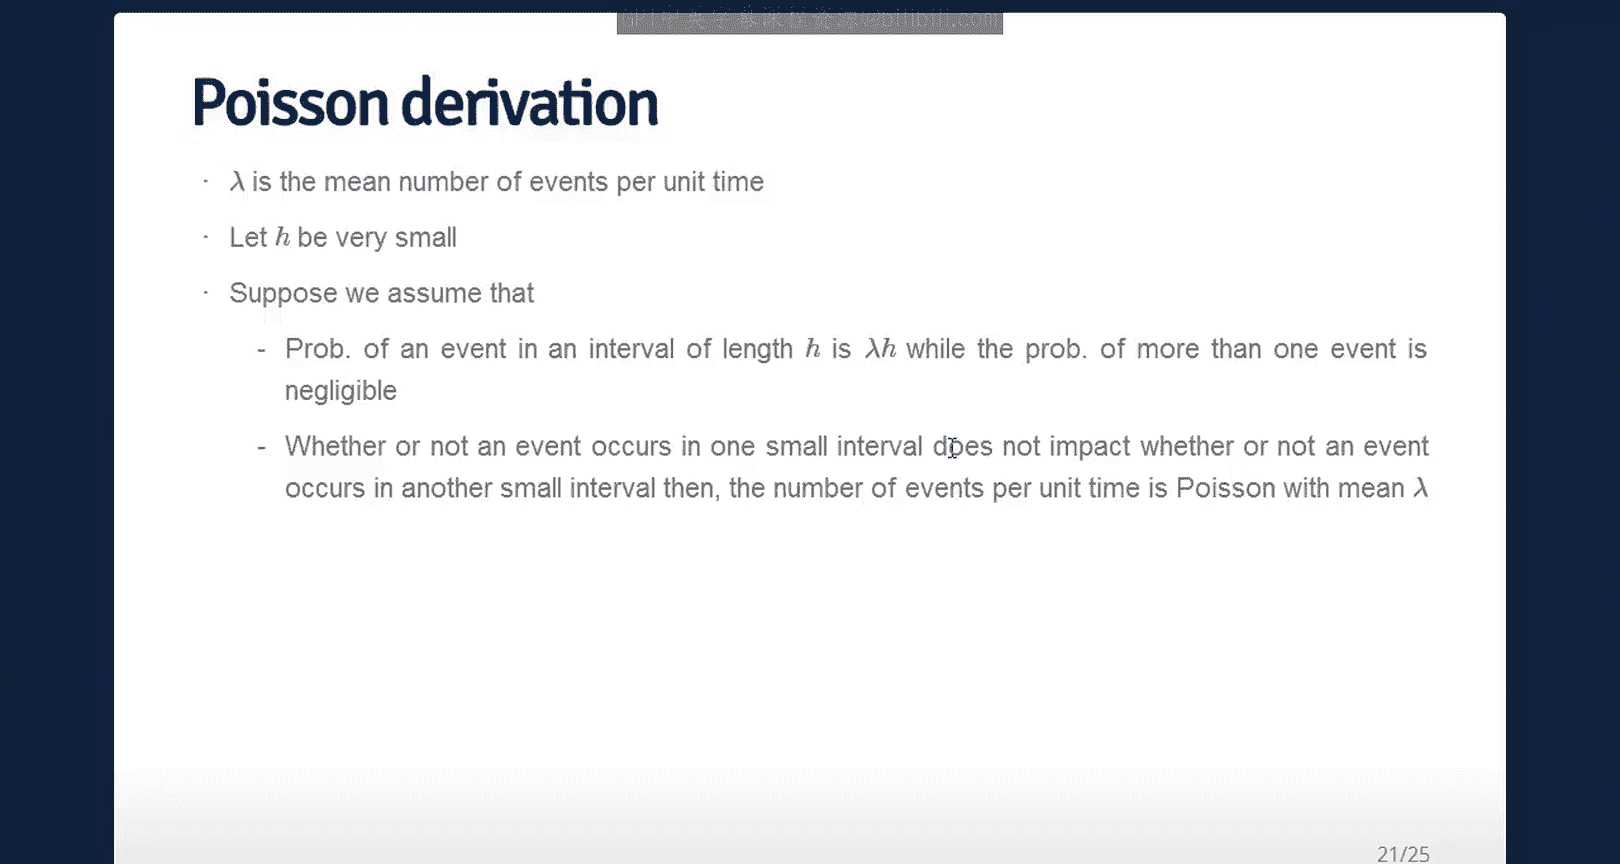 Poisson derivation
· λ is the mean number of events per unit time
· Let h be very small
· Suppose we assume that
- Prob. of an event in an interval of length h is λh while the prob. of more than one event is
negligible
- Whether or not an event occurs in one small interval does not impact whether or not an event
occurs in another small interval then, the number of events per unit time is Poisson with mean λ
21/25